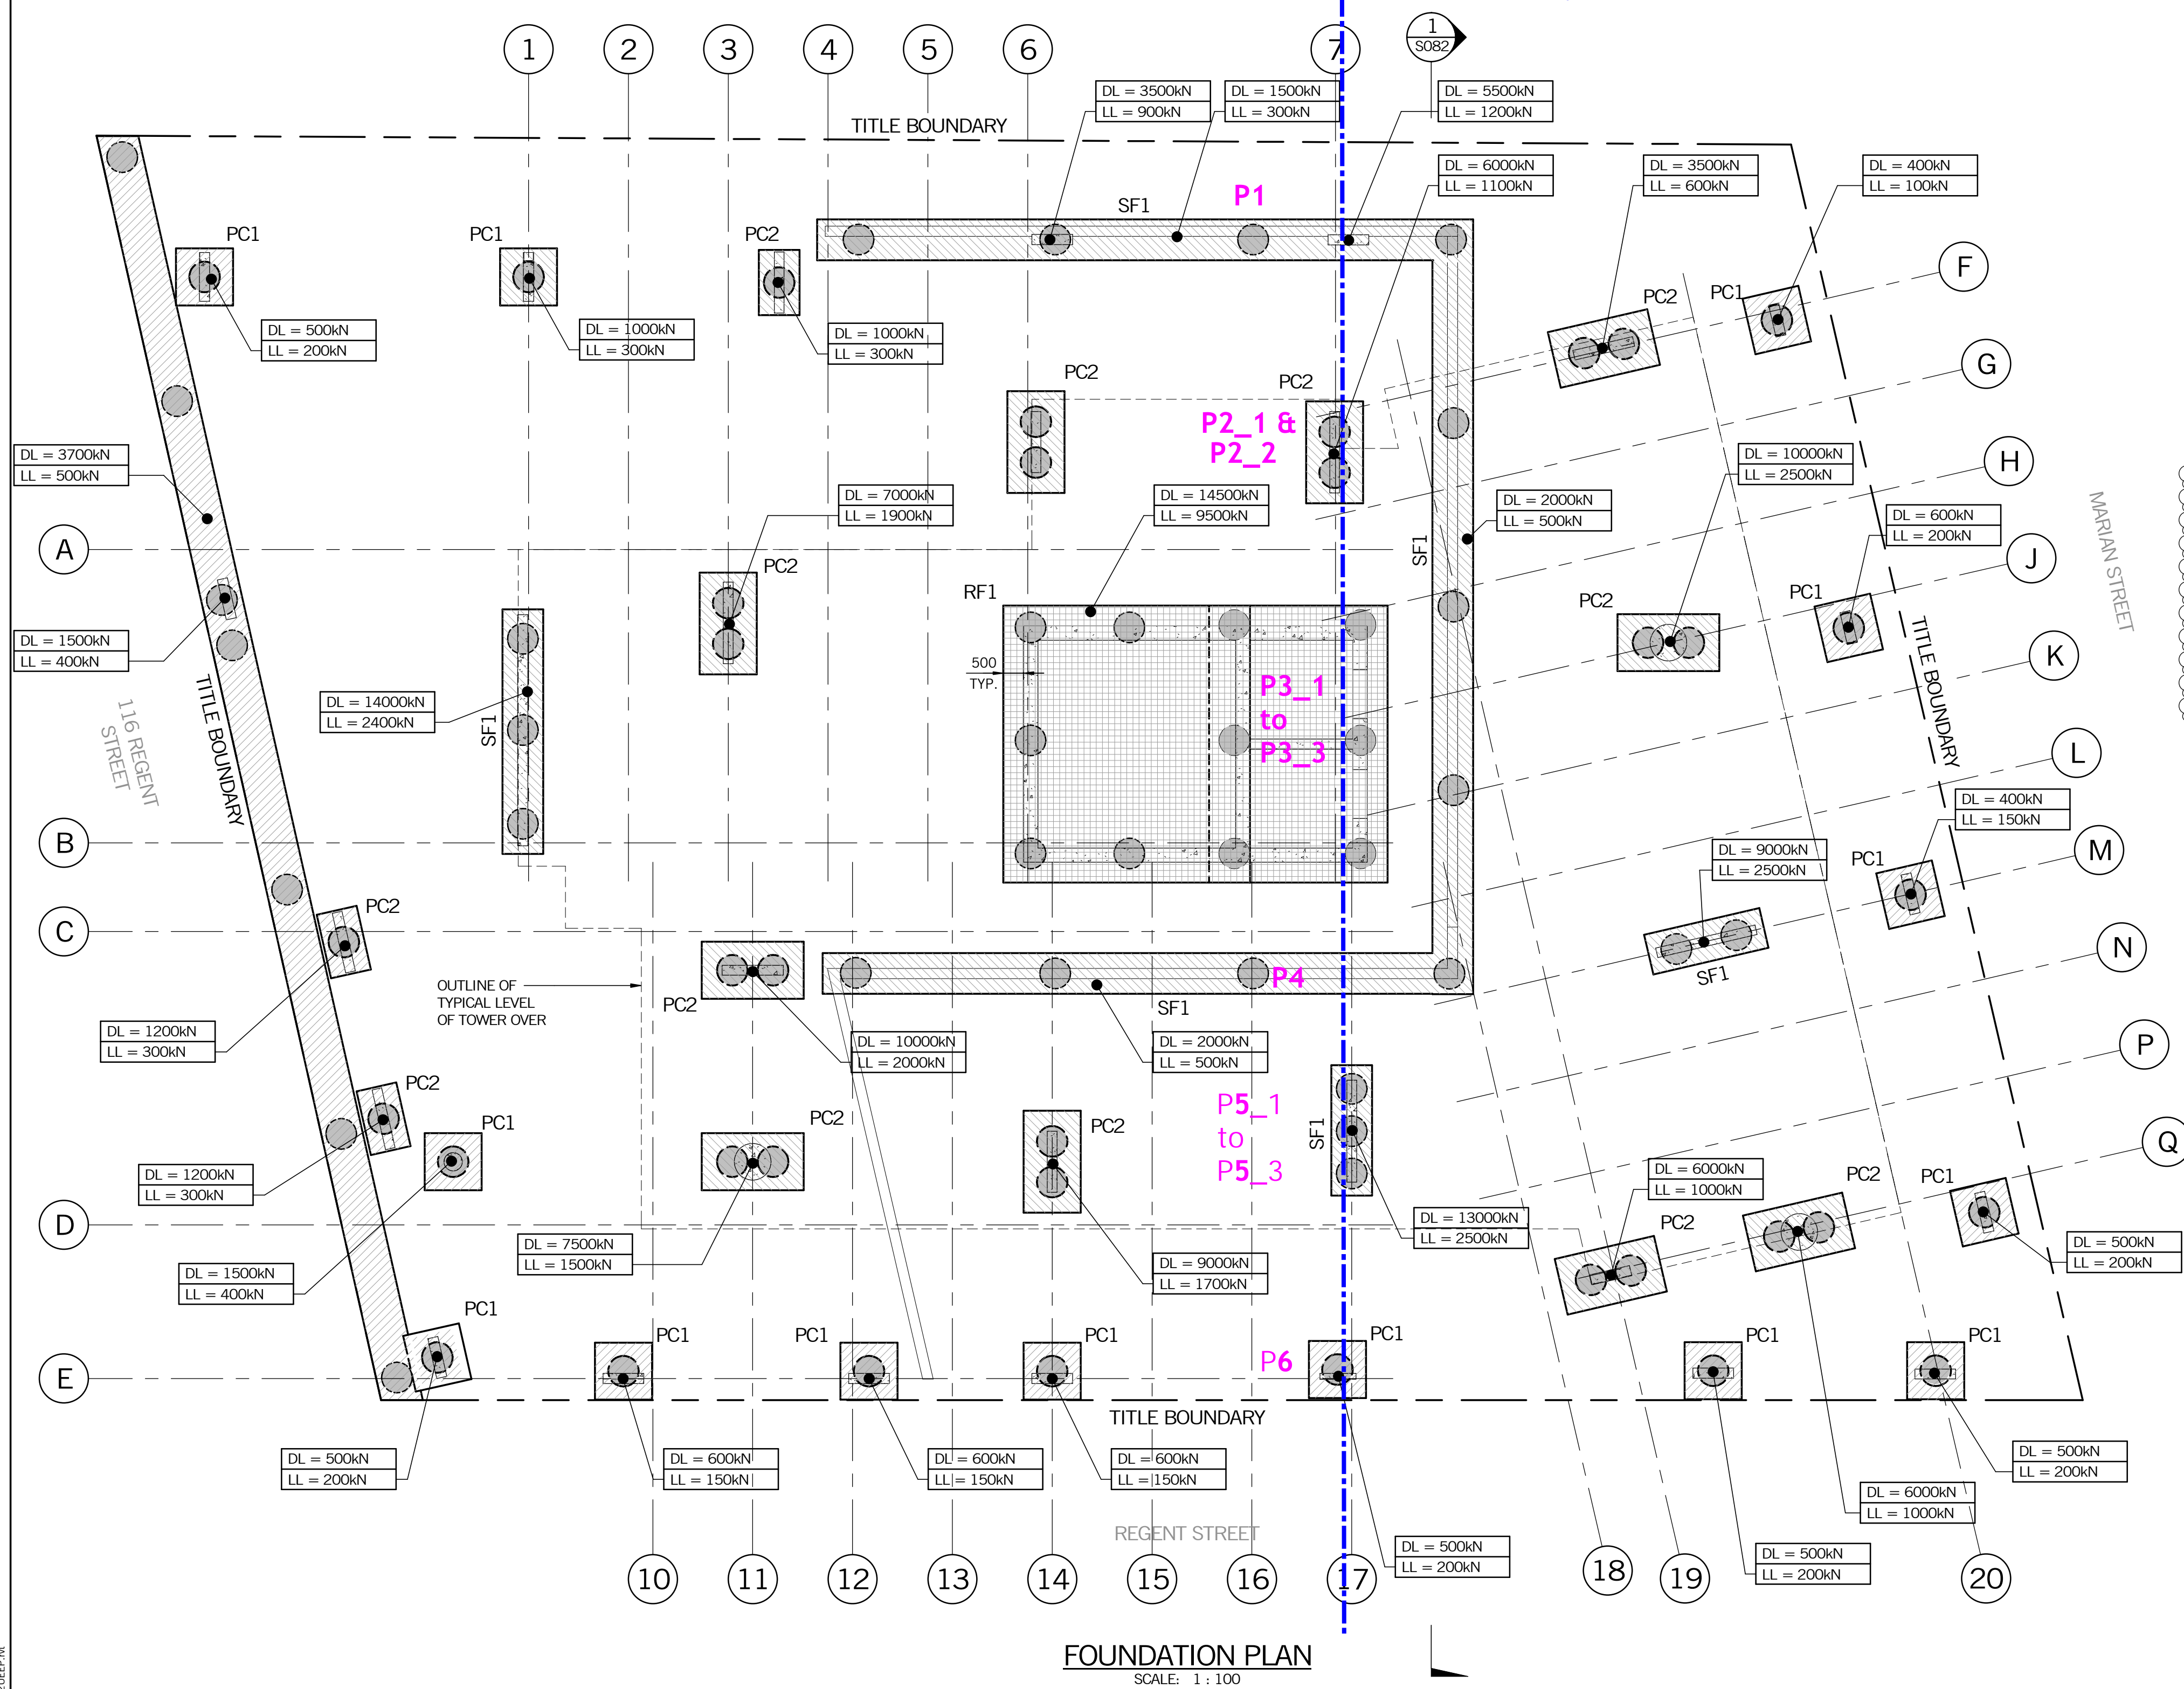 1
2
3
4
5
6
7
1
S082
DL = 3500kN
LL = 900kN
DL = 1500kN
LL = 300kN
DL = 5500kN
LL = 1200kN
TITLE BOUNDARY
DL = 6000kN
LL = 1100kN
DL = 3500kN
LL = 600kN
DL = 400kN
LL = 100kN
P1
SF1
PC1
PC1
PC2
F
PC2
PC1
DL = 500kN
LL = 200kN
DL = 1000kN
LL = 300kN
DL = 1000kN
LL = 300kN
G
PC2
PC2
P2_1 &
P2_2
DL = 3700kN
LL = 500kN
DL = 10000kN
LL = 2500kN
H
DL = 7000kN
LL = 1900kN
DL = 14500kN
LL = 9500kN
DL = 2000kN
LL = 500kN
MARIAN STREET
A
DL = 600kN
LL = 200kN
SF1
J
PC2
RF1
PC2
PC1
DL = 1500kN
LL = 400kN
500
TYP.
TITLE BOUNDARY
K
P3_1
to
P3_3
TITLE BOUNDARY
116 REGENT
STREET
DL = 14000kN
LL = 2400kN
SF1
L
DL = 400kN
LL = 150kN
B
DL = 9000kN
LL = 2500kN
PC1
M
PC2
C
N
SF1
P4
OUTLINE OF
TYPICAL LEVEL
OF TOWER OVER
PC2
SF1
DL = 1200kN
LL = 300kN
DL = 10000kN
LL = 2000kN
DL = 2000kN
LL = 500kN
P
PC2
PC1
PC2
PC2
P5_1
to
P5_3
SF1
Q
DL = 1200kN
LL = 300kN
DL = 6000kN
LL = 1000kN
PC2
PC1
D
DL = 13000kN
LL = 2500kN
PC2
DL = 7500kN
LL = 1500kN
DL = 9000kN
LL = 1700kN
DL = 500kN
LL = 200kN
DL = 1500kN
LL = 400kN
PC1
PC1
PC1
PC1
P6
PC1
PC1
PC1
E
TITLE BOUNDARY
DL = 500kN
LL = 200kN
DL = 600kN
LL = 150kN
DL = 600kN
LL = 150kN
DL = 600kN
LL = 150kN
DL = 500kN
LL = 200kN
DL = 6000kN
LL = 1000kN
REGENT STREET
DL = 500kN
LL = 200kN
DL = 500kN
LL = 200kN
10
11
12
13
14
15
16
17
18
19
20
FOUNDATION PLAN
SCALE: 1 : 100